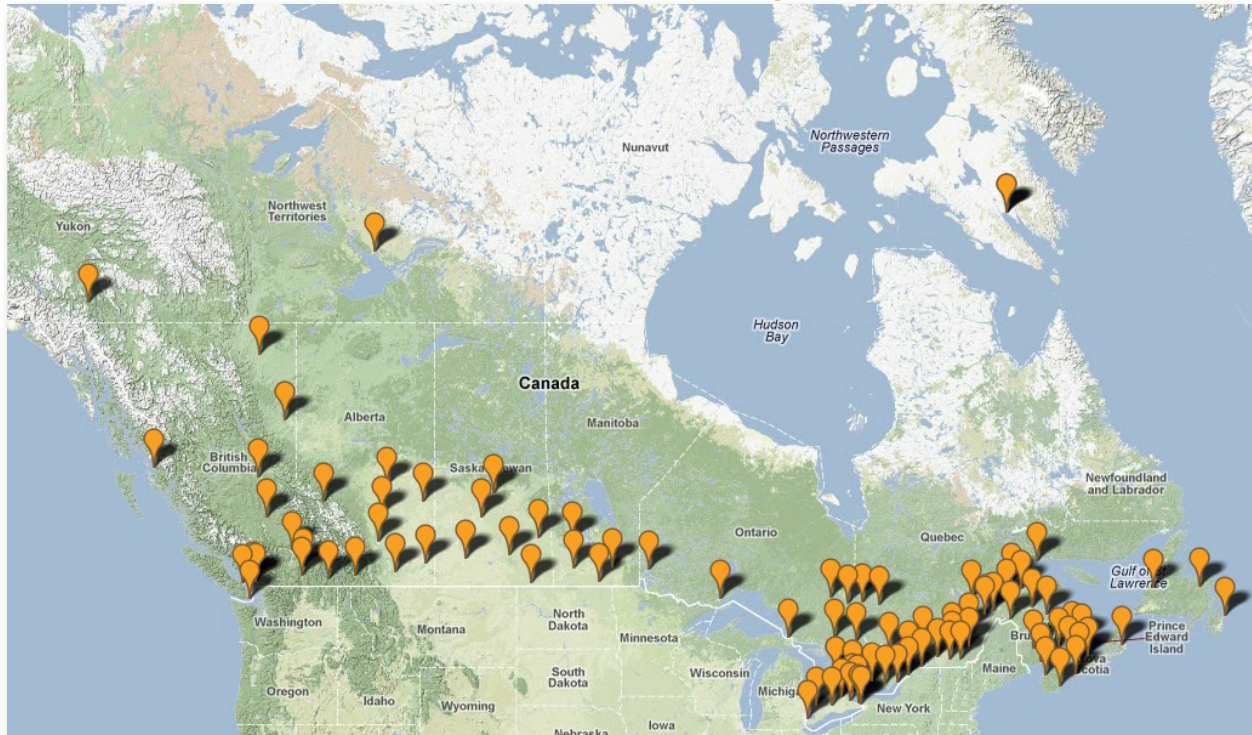 Northwestern
Passages
Nunavut
Northwest
Territories
Yukon
Hudson
Bay
Canada
Alberta
Manitoba
British
Columbia
Newfoundland
and Labrador
Ontario
Quebec
Gulf of St
Lawrence
Washington
Montana
North
Dakota
Minnesota
Prince
Edward
Island
Maine
Oregon
Idaho
Wyoming
South
Dakota
Wisconsin
New York
Iowa
Nebraska